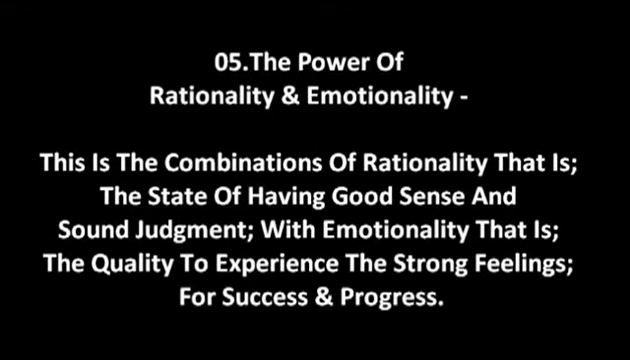 05.The Power Of
Rationality & Emotionality -
This Is The Combinations Of Rationality That Is;
The State Of Having Good Sense And
Sound Judgment; With Emotionality That Is;
The Quality To Experience The Strong Feelings;
For Success & Progress.